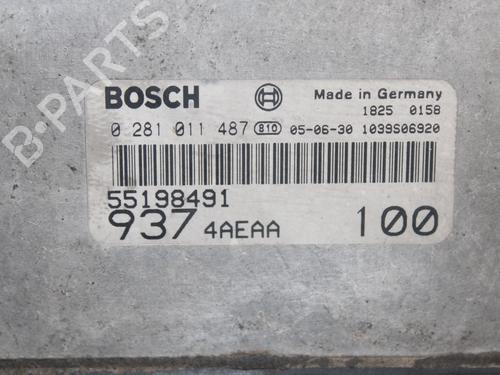 B-PARTS
BOSCH Made in Germany
1825 0158
0 281 011 487 810 05-06-30 1039S06920
55198491
937 4AEAA 100